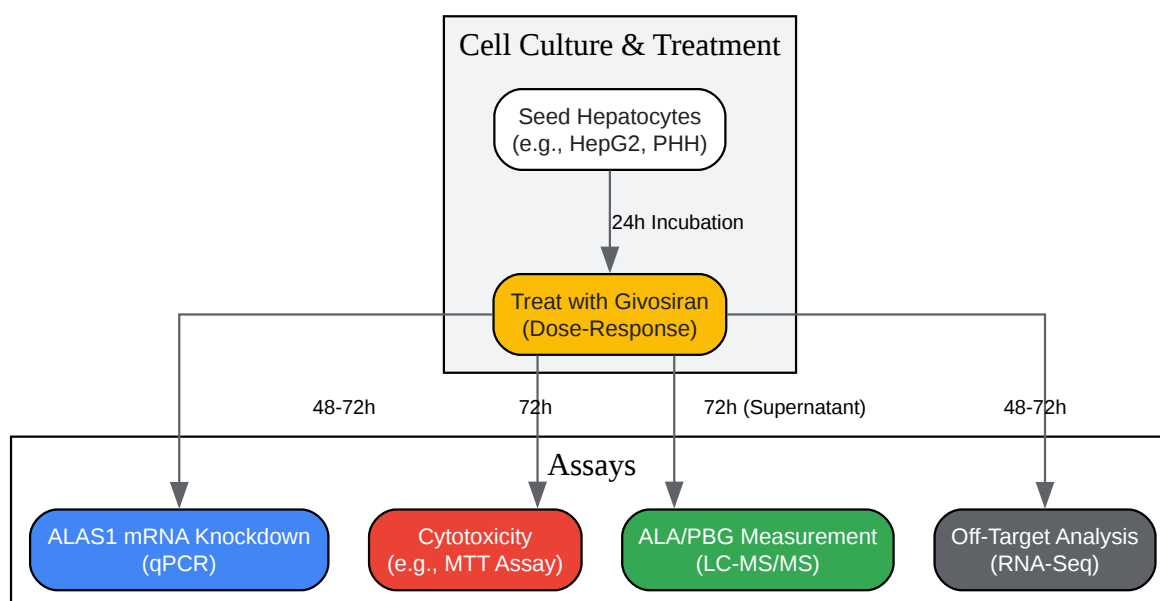 Cell Culture & Treatment
Seed Hepatocytes
(e.g., HepG2, PHH)
24h Incubation
Treat with Givosiran
(Dose-Response)
48-72h
72h
72h (Supernatant)
48-72h
Assays
ALAS1 mRNA Knockdown
(qPCR)
Cytotoxicity
(e.g., MTT Assay)
ALA/PBG Measurement
(LC-MS/MS)
Off-Target Analysis
(RNA-Seq)